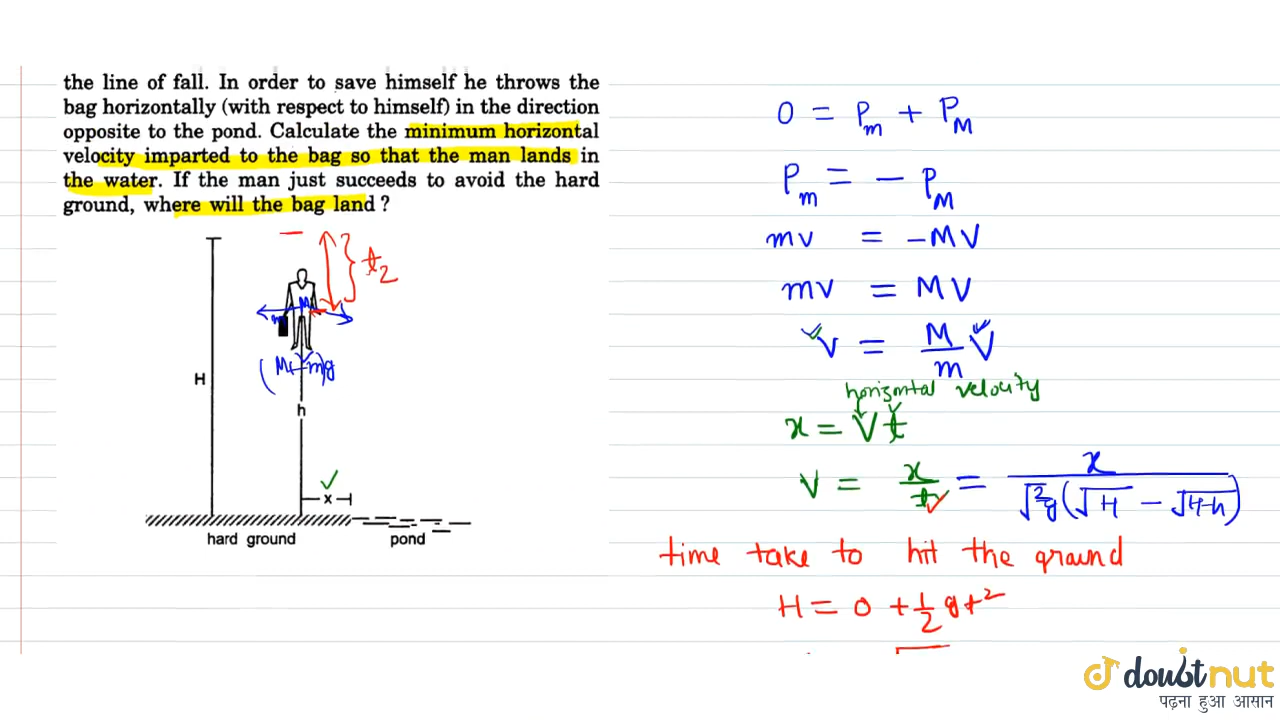 the line of fall. In order to save himself he throws the
bag horizontally (with respect to himself) in the direction
opposite to the pond. Calculate the minimum horizontal
velocity imparted to the bag so that the man lands in
the water. If the man just succeeds to avoid the hard
ground, where will the bag land ?
t₂
M
m
(M+m)g
H
h
x
hard ground
pond
0 = Pm + PM
Pm = - PM
mv = -MV
mv = MV
v = M/m V
horizontal velocity
x = Vt
V = x/t = x/(√2/g (√H - √H-h))
time take to hit the ground
H = 0 + 1/2 gt²
doubtnut
पढ़ना हुआ आसान